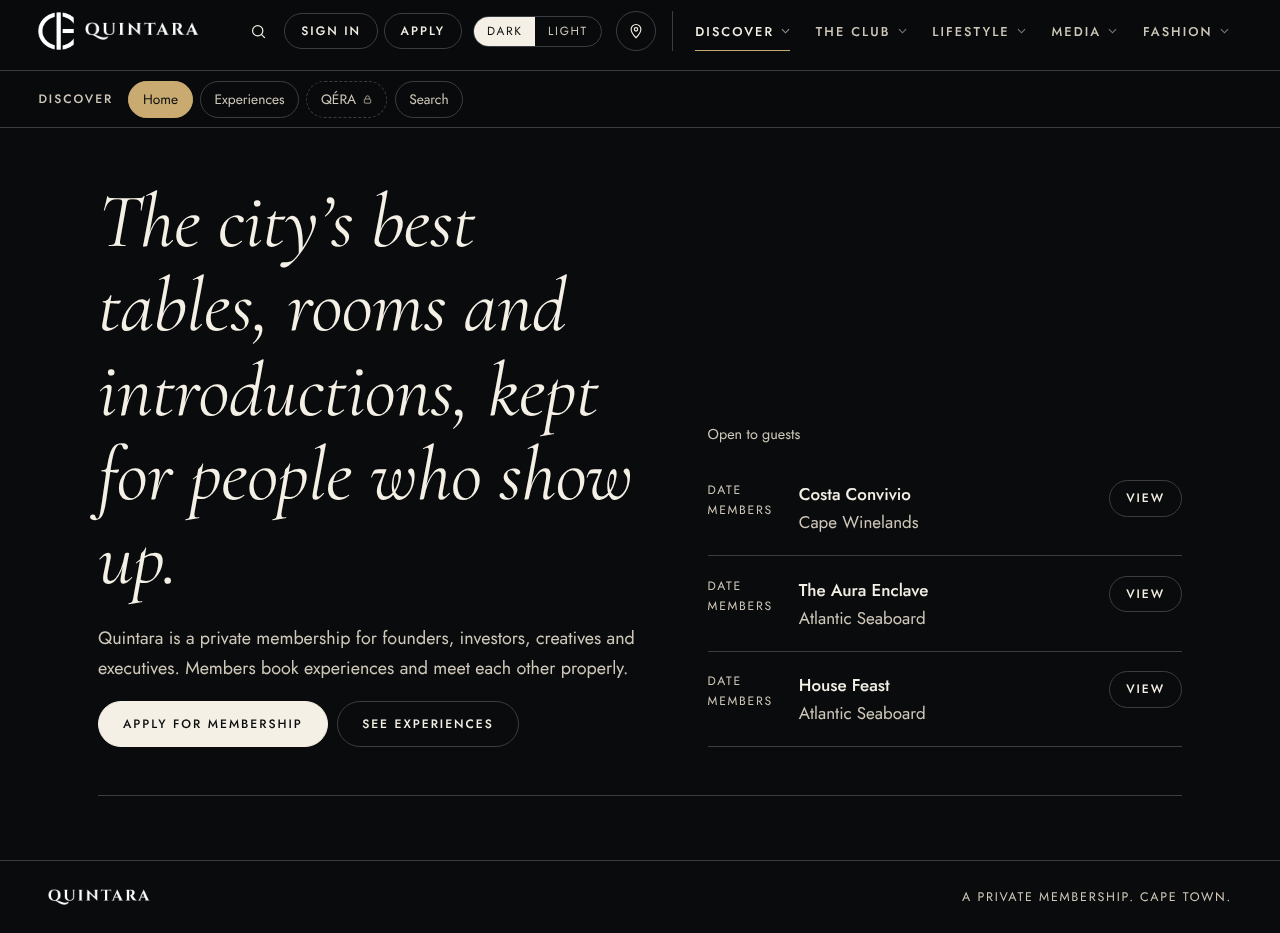 QUINTARA
SIGN IN
APPLY
DARK
LIGHT
DISCOVER
THE CLUB
LIFESTYLE
MEDIA
FASHION
DISCOVER
Home
Experiences
QÉRA
Search
The city’s best
tables, rooms and
introductions, kept
for people who show
up.
Quintara is a private membership for founders, investors, creatives and
executives. Members book experiences and meet each other properly.
APPLY FOR MEMBERSHIP
SEE EXPERIENCES
Open to guests
DATE
MEMBERS
Costa Convivio
Cape Winelands
VIEW
DATE
MEMBERS
The Aura Enclave
Atlantic Seaboard
VIEW
DATE
MEMBERS
House Feast
Atlantic Seaboard
VIEW
QUINTARA
A PRIVATE MEMBERSHIP. CAPE TOWN.